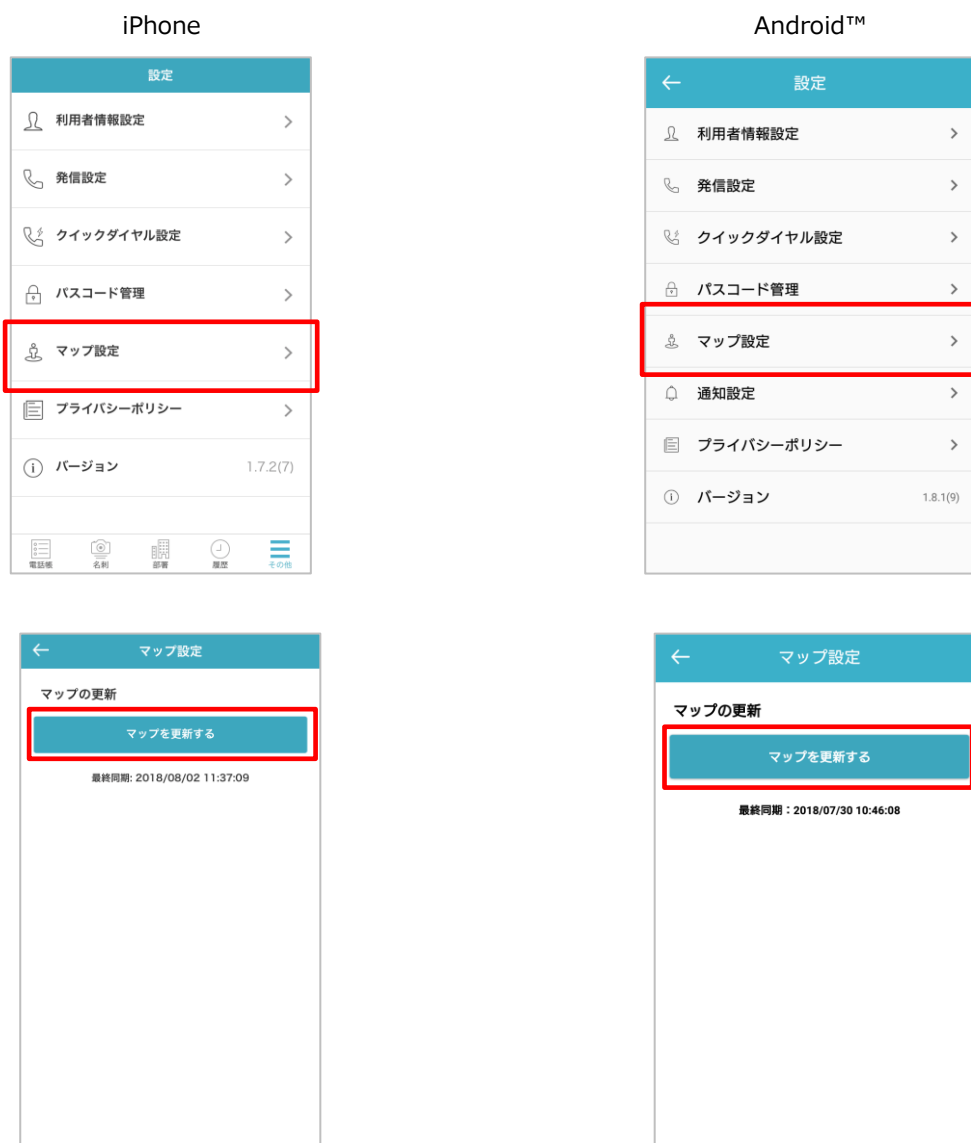 iPhone
設定
利用者情報設定
発信設定
クイックダイヤル設定
パスコード管理
マップ設定
プライバシーポリシー
バージョン 1.7.2(7)
電話帳 名刺 部署 履歴 その他
Android™
設定
利用者情報設定
発信設定
クイックダイヤル設定
パスコード管理
マップ設定
通知設定
プライバシーポリシー
バージョン 1.8.1(9)
マップ設定
マップの更新
マップを更新する
最終同期: 2018/08/02 11:37:09
マップ設定
マップの更新
マップを更新する
最終同期：2018/07/30 10:46:08